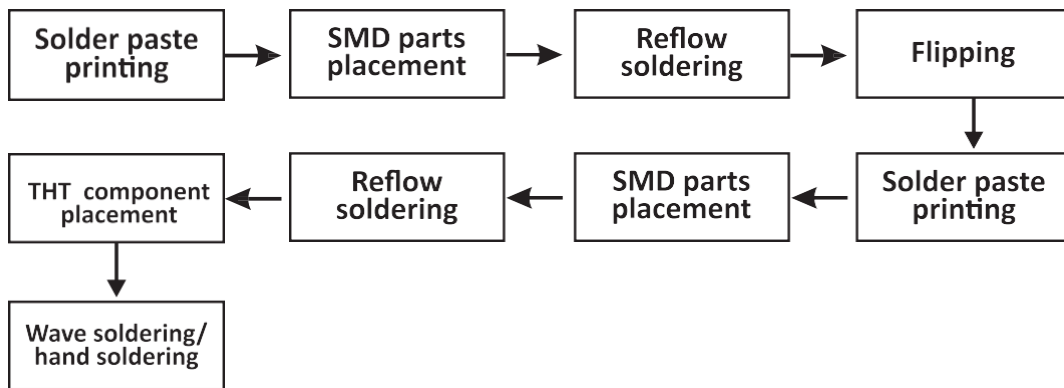 Solder paste
printing
SMD parts
placement
Reflow
soldering
Flipping
Solder paste
printing
SMD parts
placement
Reflow
soldering
THT component
placement
Wave soldering/
hand soldering